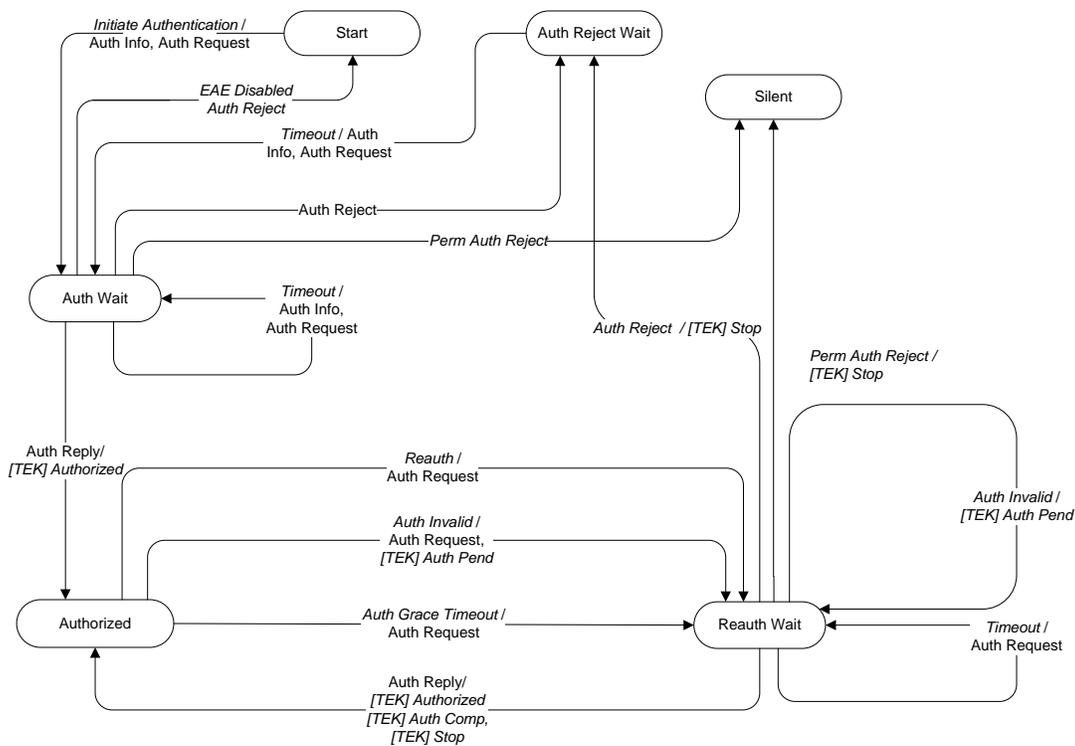 Initiate Authentication /
Auth Info, Auth Request
Start
Auth Reject Wait
EAE Disabled
Auth Reject
Silent
Timeout / Auth
Info, Auth Request
Auth Reject
Perm Auth Reject
Auth Wait
Timeout /
Auth Info,
Auth Request
Auth Reject / [TEK] Stop
Perm Auth Reject /
[TEK] Stop
Auth Reply/
[TEK] Authorized
Reauth /
Auth Request
Auth Invalid /
Auth Request,
[TEK] Auth Pend
Auth Invalid /
[TEK] Auth Pend
Authorized
Auth Grace Timeout /
Auth Request
Reauth Wait
Timeout /
Auth Request
Auth Reply/
[TEK] Authorized
[TEK] Auth Comp,
[TEK] Stop